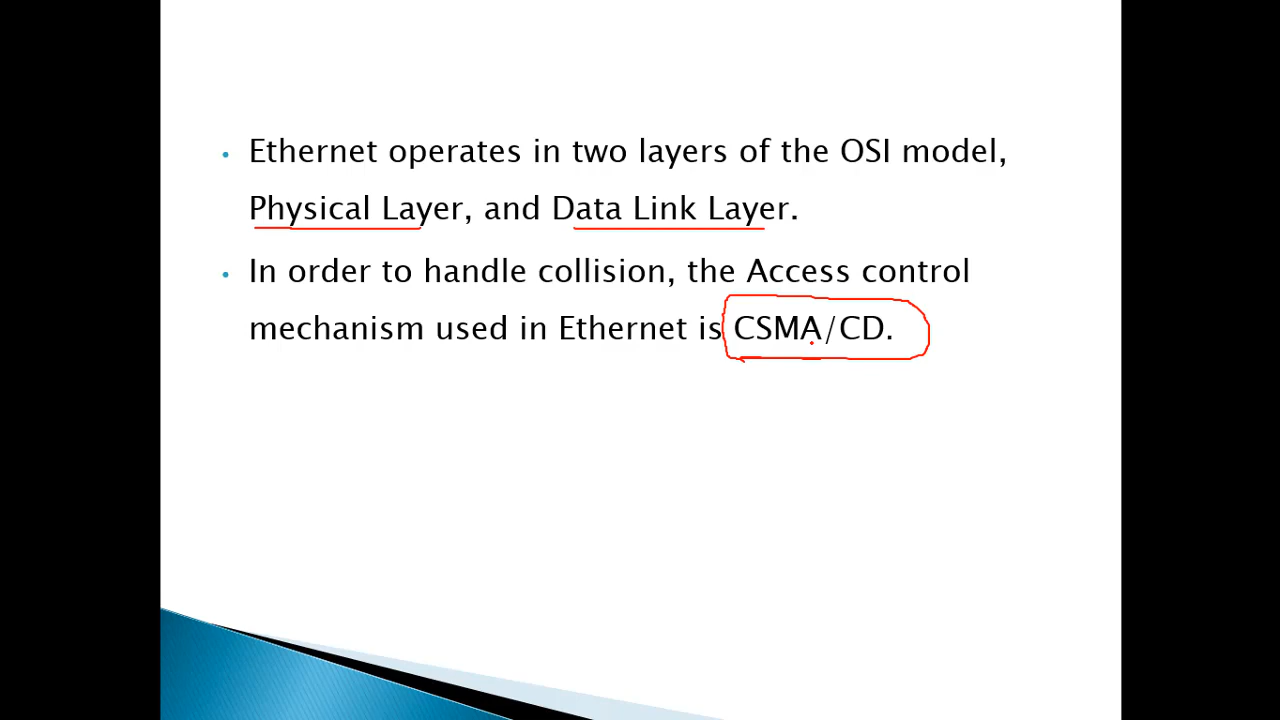 • Ethernet operates in two layers of the OSI model,
Physical Layer, and Data Link Layer.
• In order to handle collision, the Access control
mechanism used in Ethernet is CSMA/CD.